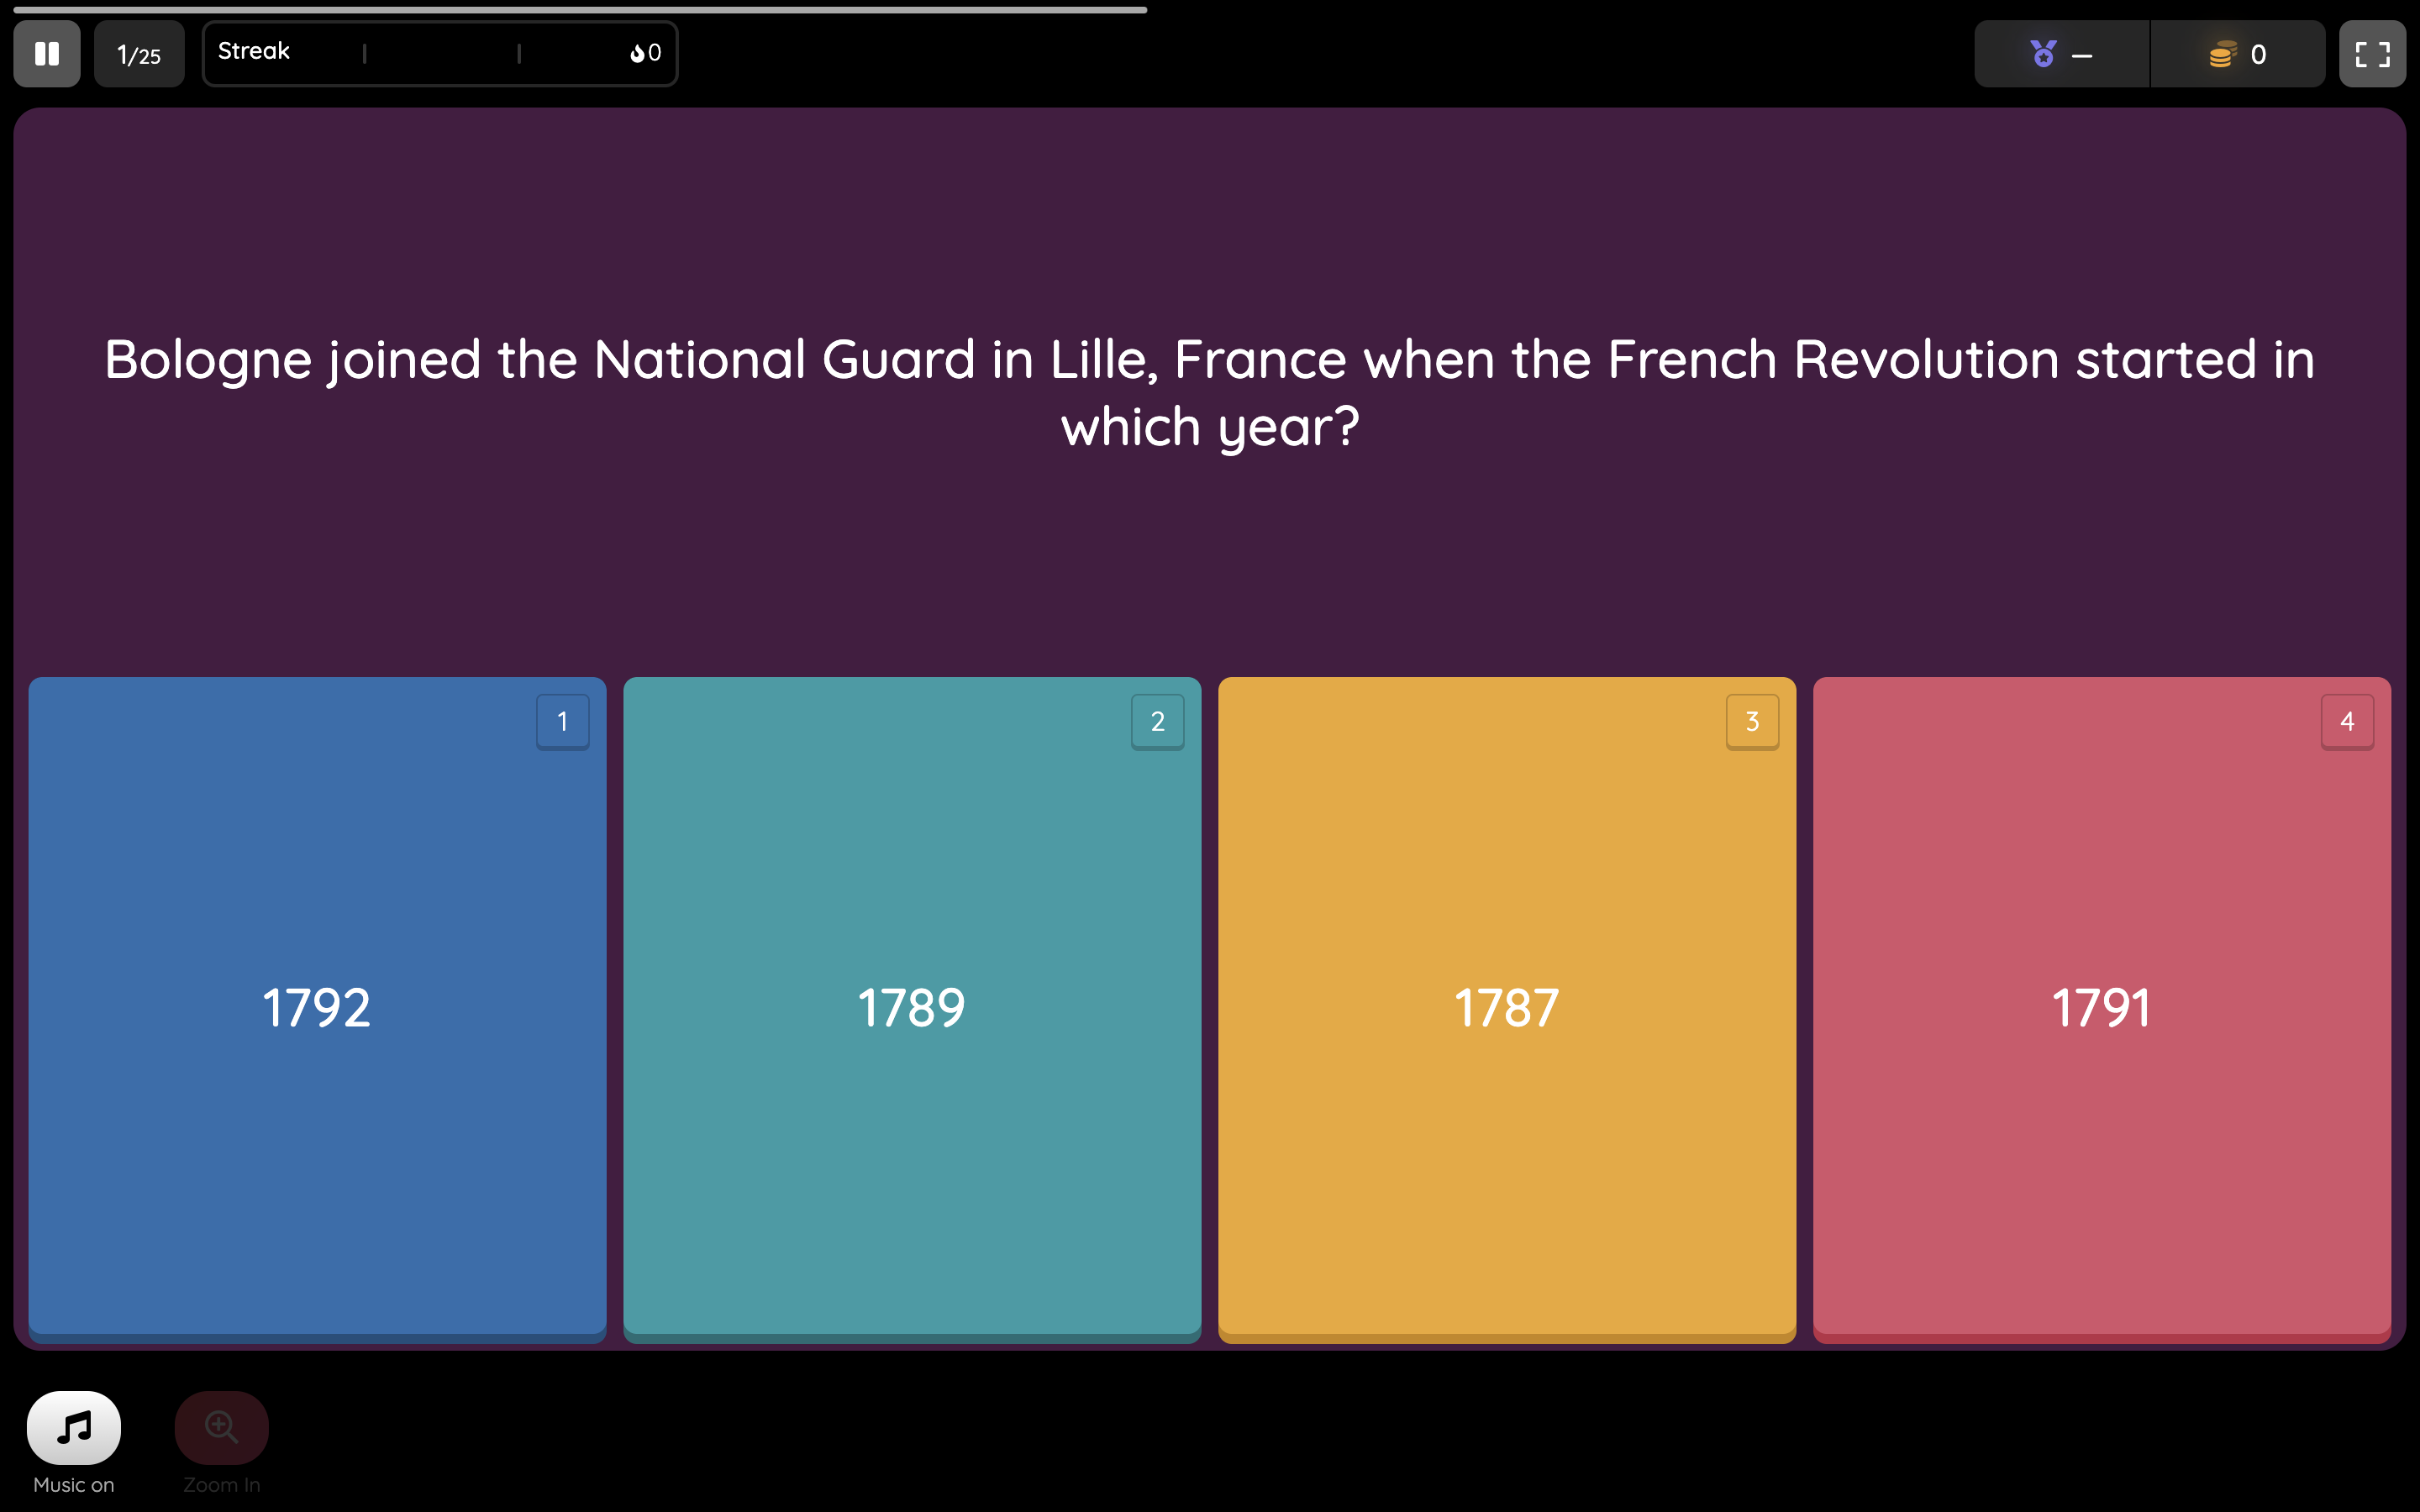 1/25
Streak
0
—
0
Bologne joined the National Guard in Lille, France when the French Revolution started in
which year?
1
2
3
4
1792
1789
1787
1791
Music on
Zoom In